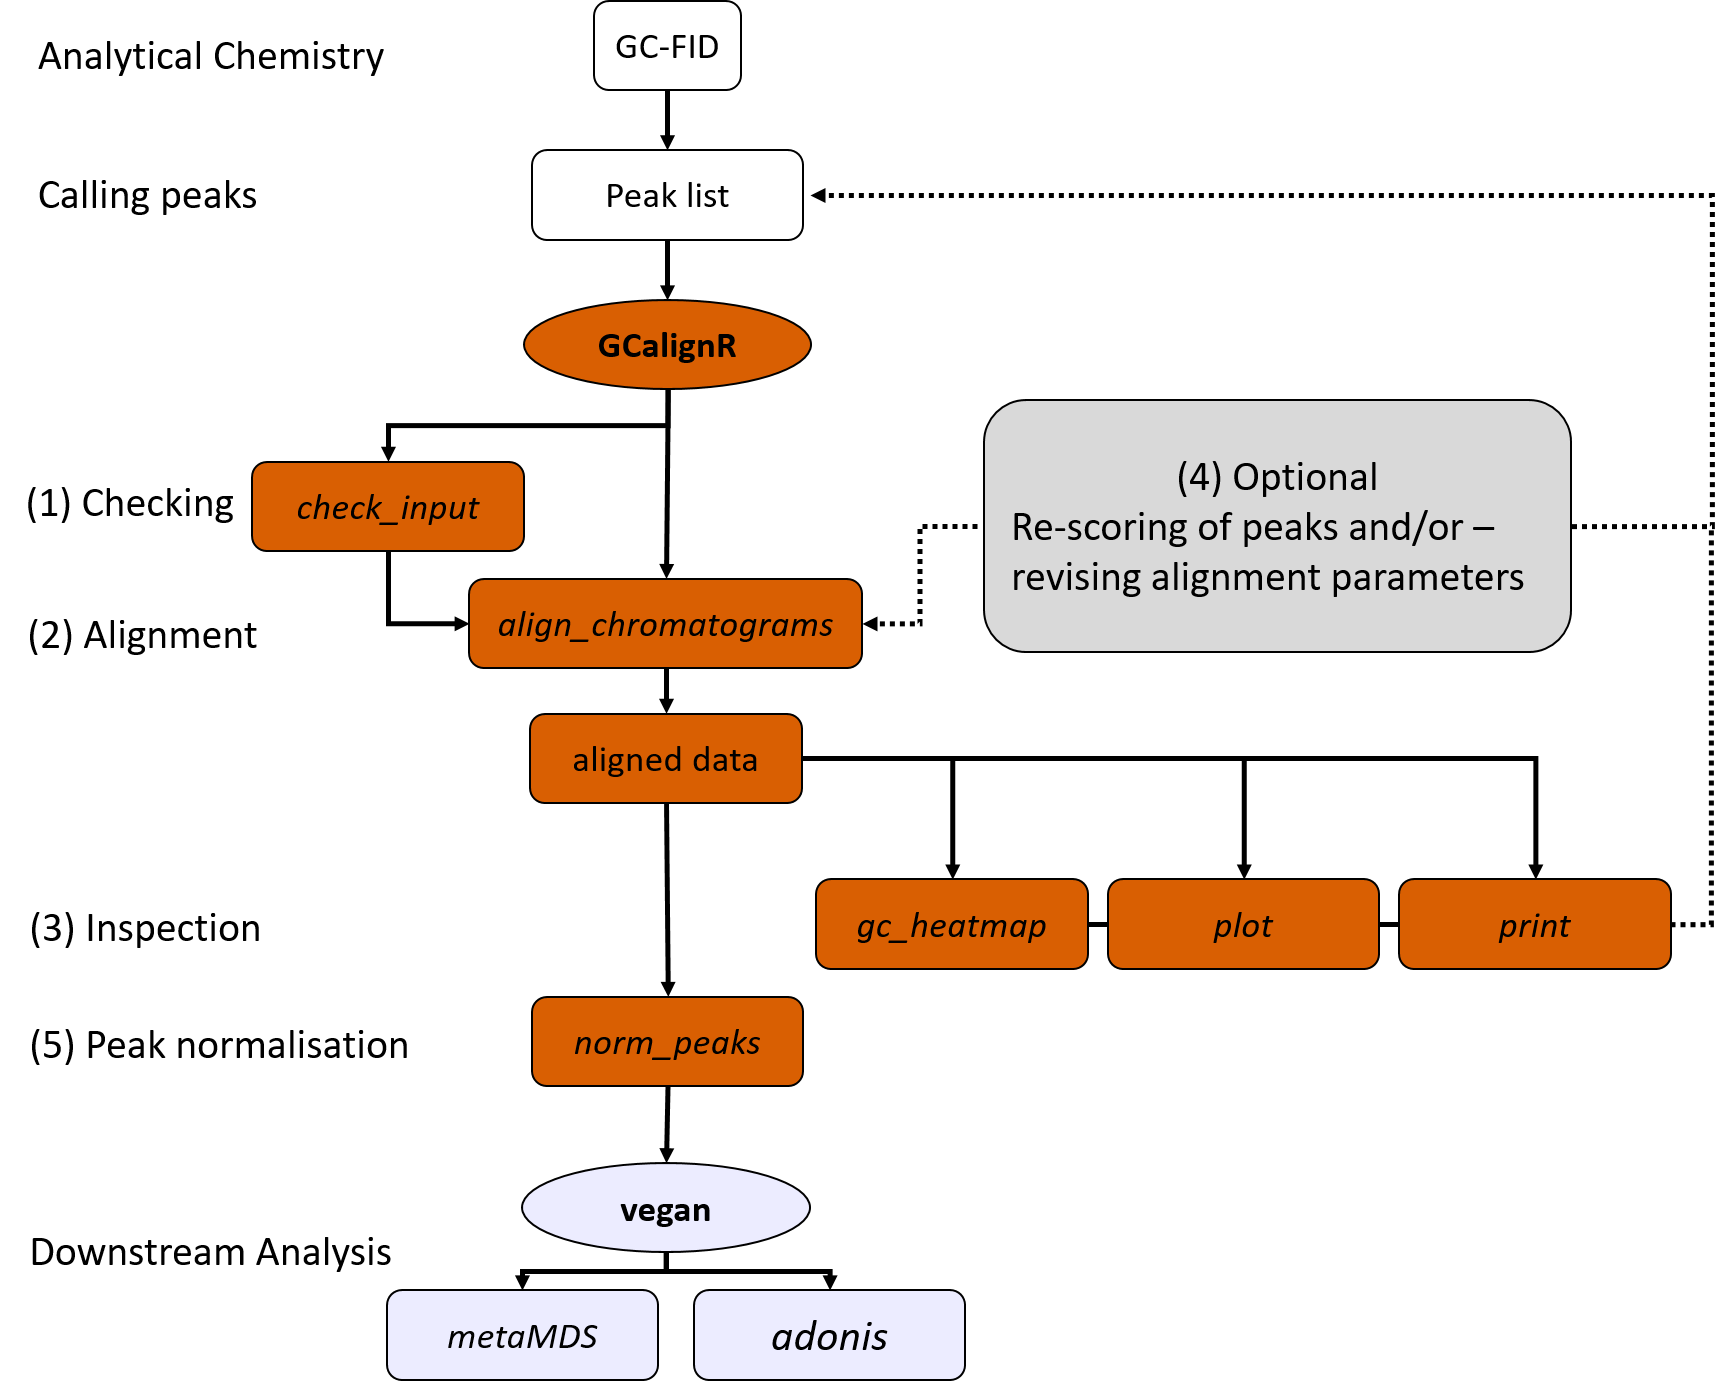 Analytical Chemistry
GC-FID
Calling peaks
Peak list
GCalignR
(1) Checking
check_input
(4) Optional
Re-scoring of peaks and/or –
revising alignment parameters
(2) Alignment
align_chromatograms
aligned data
(3) Inspection
gc_heatmap
plot
print
(5) Peak normalisation
norm_peaks
vegan
Downstream Analysis
metaMDS
adonis